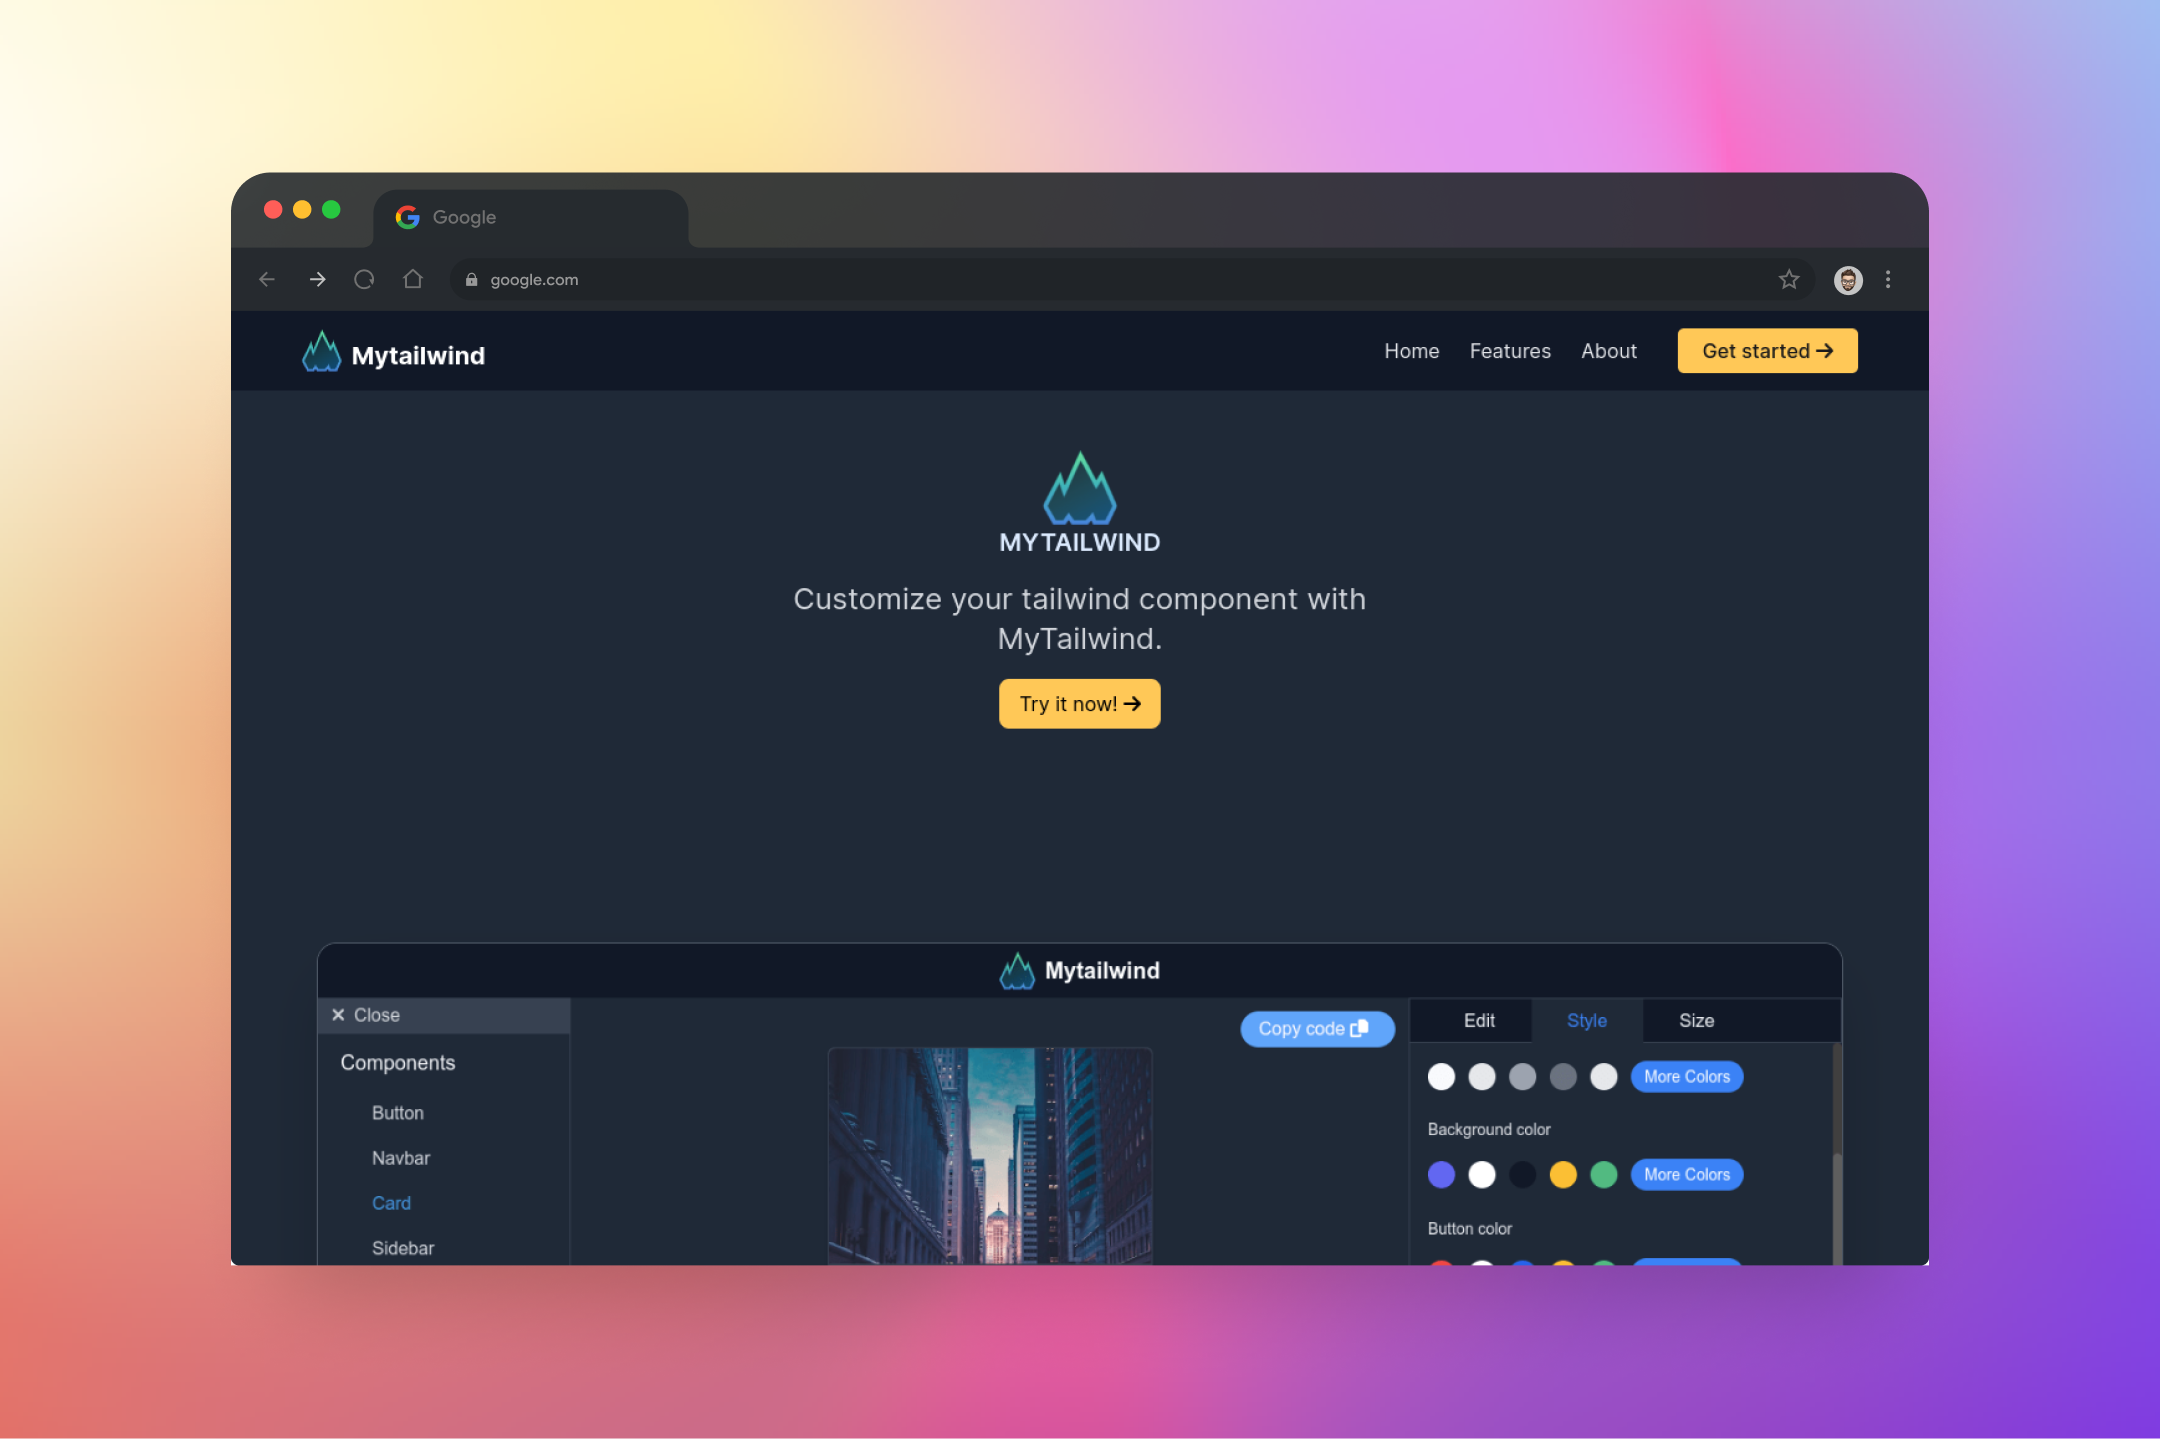 Google
google.com
Mytailwind
Home Features About Get started →
MYTAILWIND
Customize your tailwind component with
MyTailwind.
Try it now! →
Mytailwind
× Close
Copy code
Edit Style Size
Components
More Colors
Button
Background color
Navbar
More Colors
Card
Button color
Sidebar